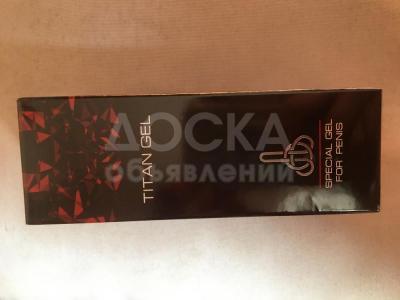 TITAN GEL
SPECIAL GEL
FOR PENIS
ДОСКА
объявлений